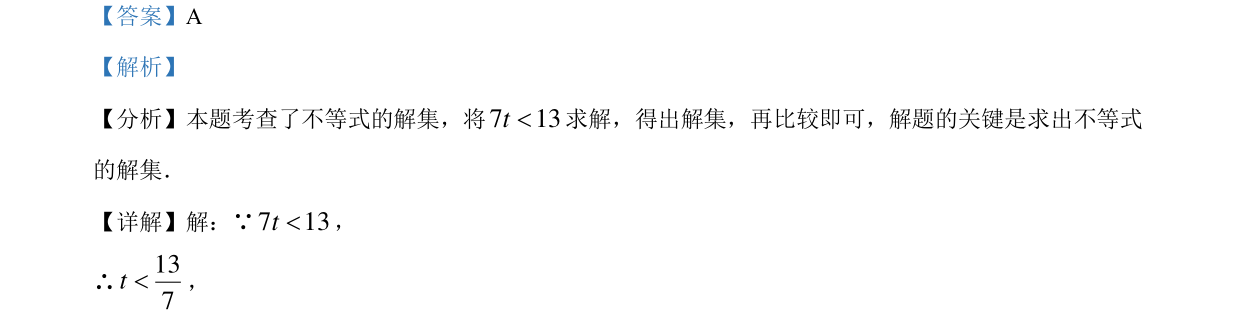 【答案】A
【解析】
【分析】本题考查了不等式的解集，将 7t < 13 求解，得出解集，再比较即可，解题的关键是求出不等式
的解集．
【详解】解：∵ 7t < 13，
∴ t < 13/7，